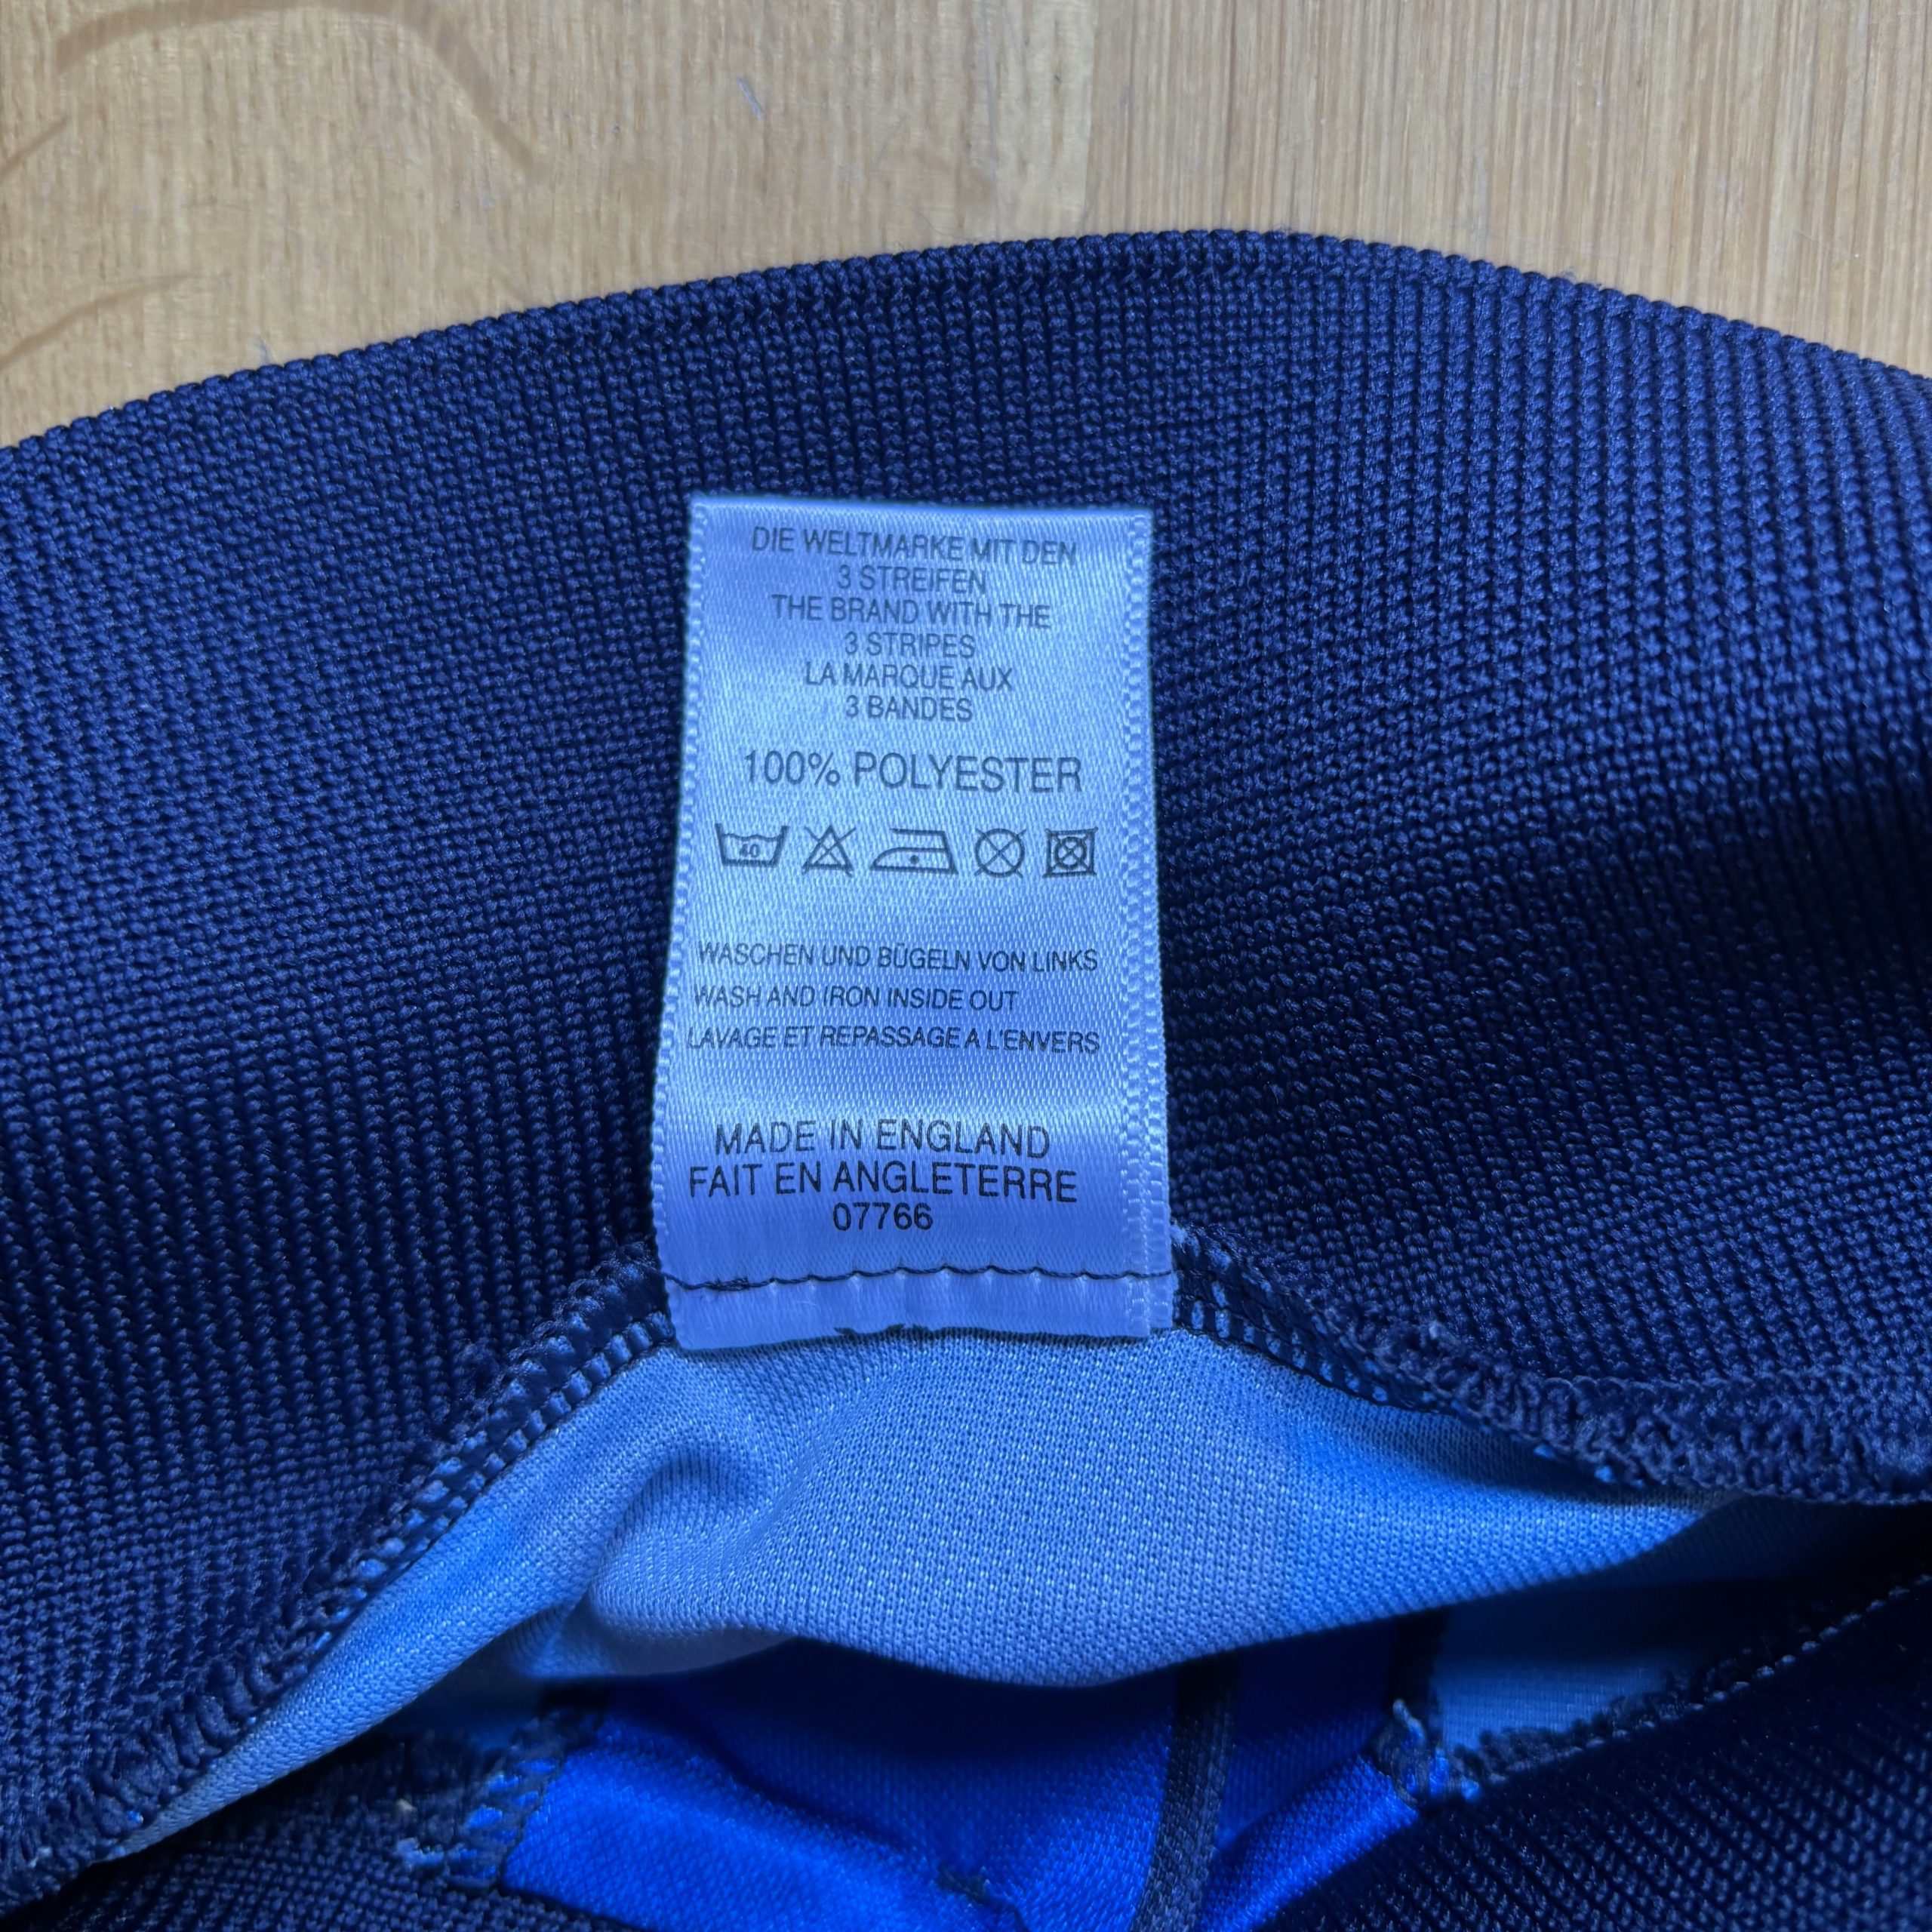 DIE WELTMARKE MIT DEN
3 STREIFEN
THE BRAND WITH THE
3 STRIPES
LA MARQUE AUX
3 BANDES
100% POLYESTER
40
WASCHEN UND BÜGELN VON LINKS
WASH AND IRON INSIDE OUT
LAVAGE ET REPASSAGE A L'ENVERS
MADE IN ENGLAND
FAIT EN ANGLETERRE
07766